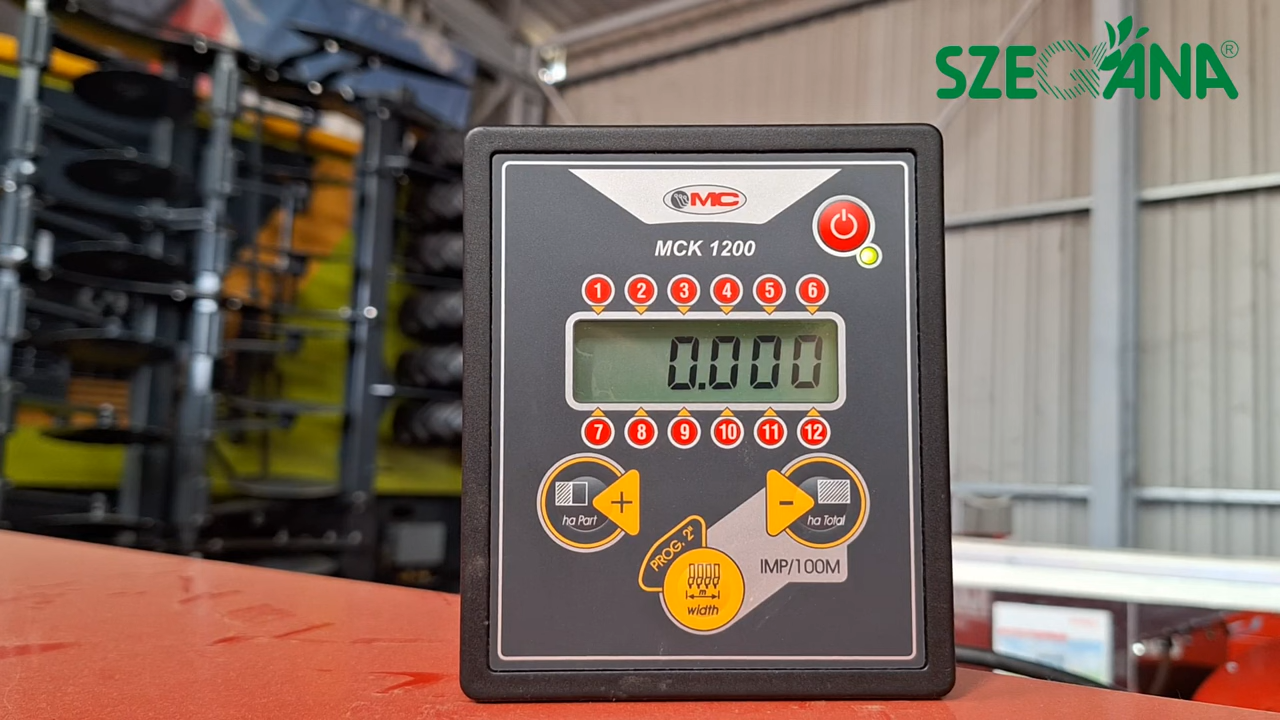 SZEGÁNA®
MC
MCK 1200
1 2 3 4 5 6
0.000
7 8 9 10 11 12
+ -
ha Part
ha Total
PROG. 2"
IMP/100M
m
width